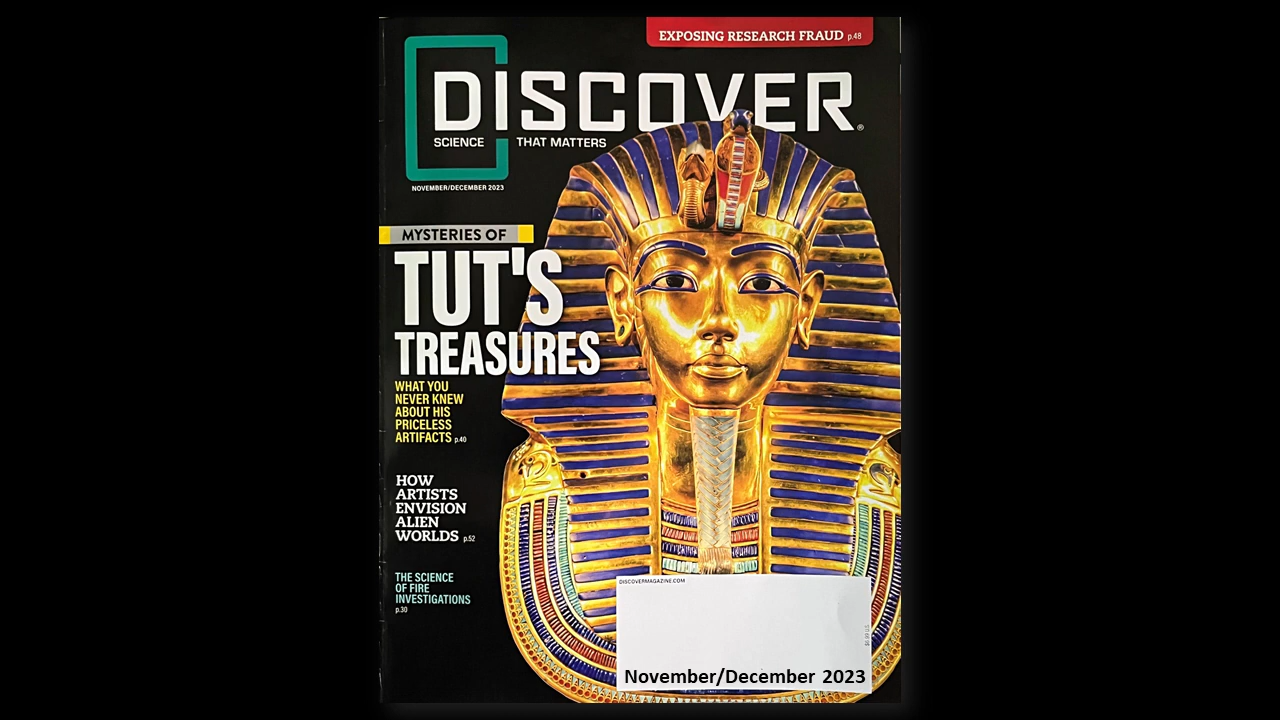 EXPOSING RESEARCH FRAUD p.48
DISCOVER®
SCIENCE THAT MATTERS
NOVEMBER/DECEMBER 2023
MYSTERIES OF
TUT'S
TREASURES
WHAT YOU
NEVER KNEW
ABOUT HIS
PRICELESS
ARTIFACTS p.40
HOW
ARTISTS
ENVISION
ALIEN
WORLDS p.52
THE SCIENCE
OF FIRE
INVESTIGATIONS
p.30
DISCOVERMAGAZINE.COM
November/December 2023